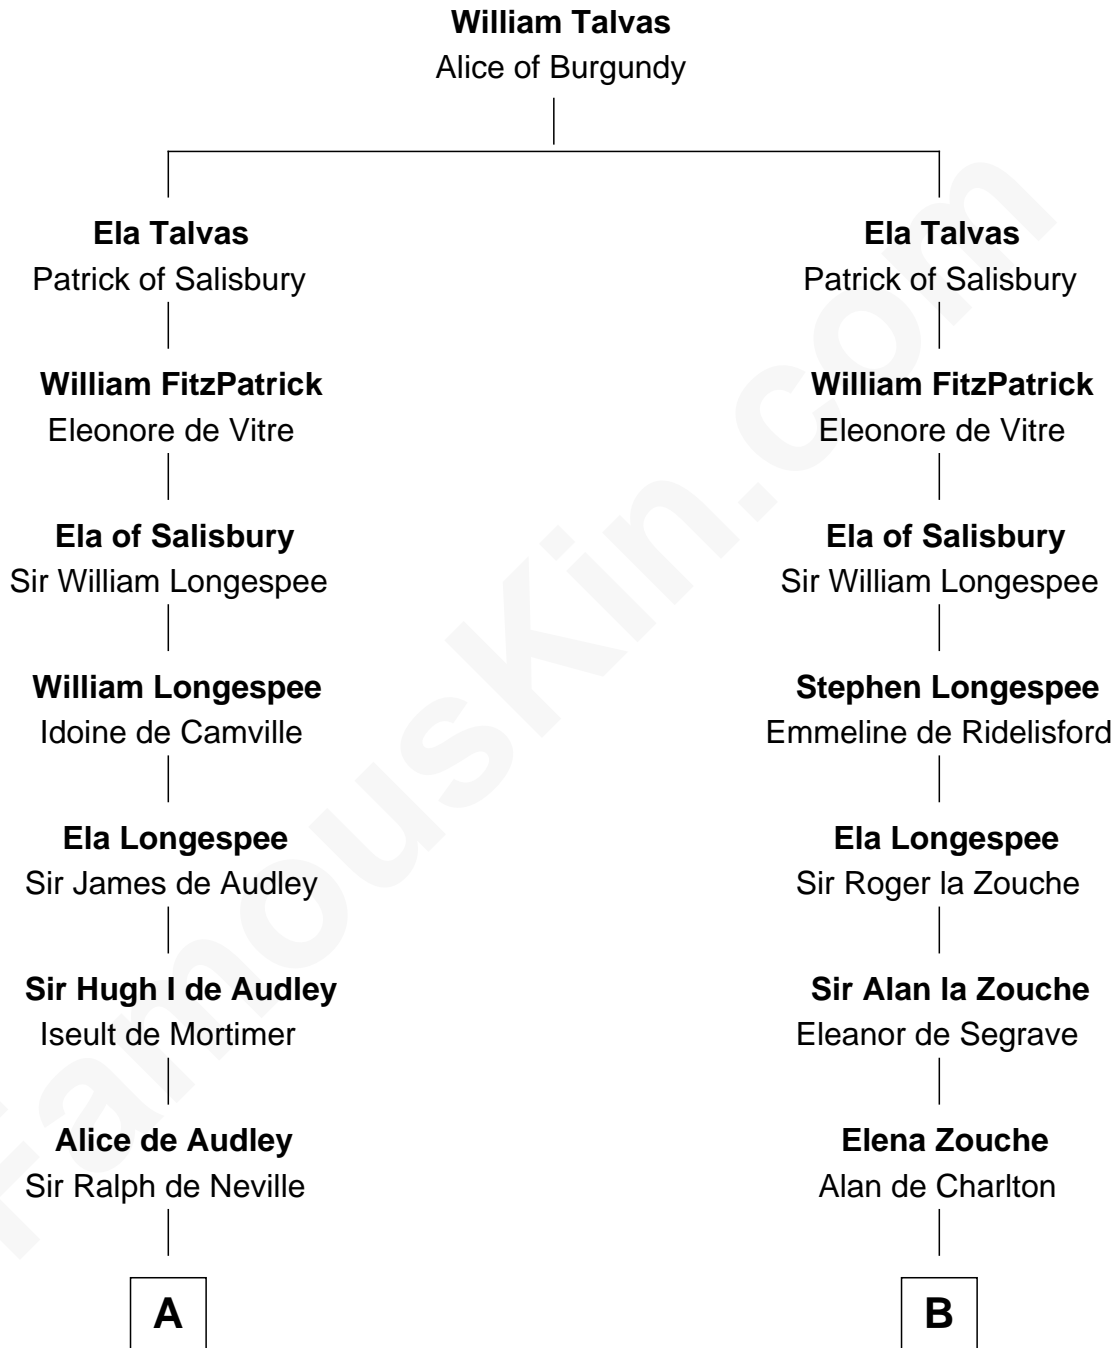 William Talvas
Alice of Burgundy
Ela Talvas
Patrick of Salisbury
William FitzPatrick
Eleonore de Vitre
Ela of Salisbury
Sir William Longespee
William Longespee
Idoine de Camville
Ela Longespee
Sir James de Audley
Sir Hugh I de Audley
Iseult de Mortimer
Alice de Audley
Sir Ralph de Neville
A
Ela Talvas
Patrick of Salisbury
William FitzPatrick
Eleonore de Vitre
Ela of Salisbury
Sir William Longespee
Stephen Longespee
Emmeline de Ridelisford
Ela Longespee
Sir Roger la Zouche
Sir Alan la Zouche
Eleanor de Segrave
Elena Zouche
Alan de Charlton
B
FamousKin.com